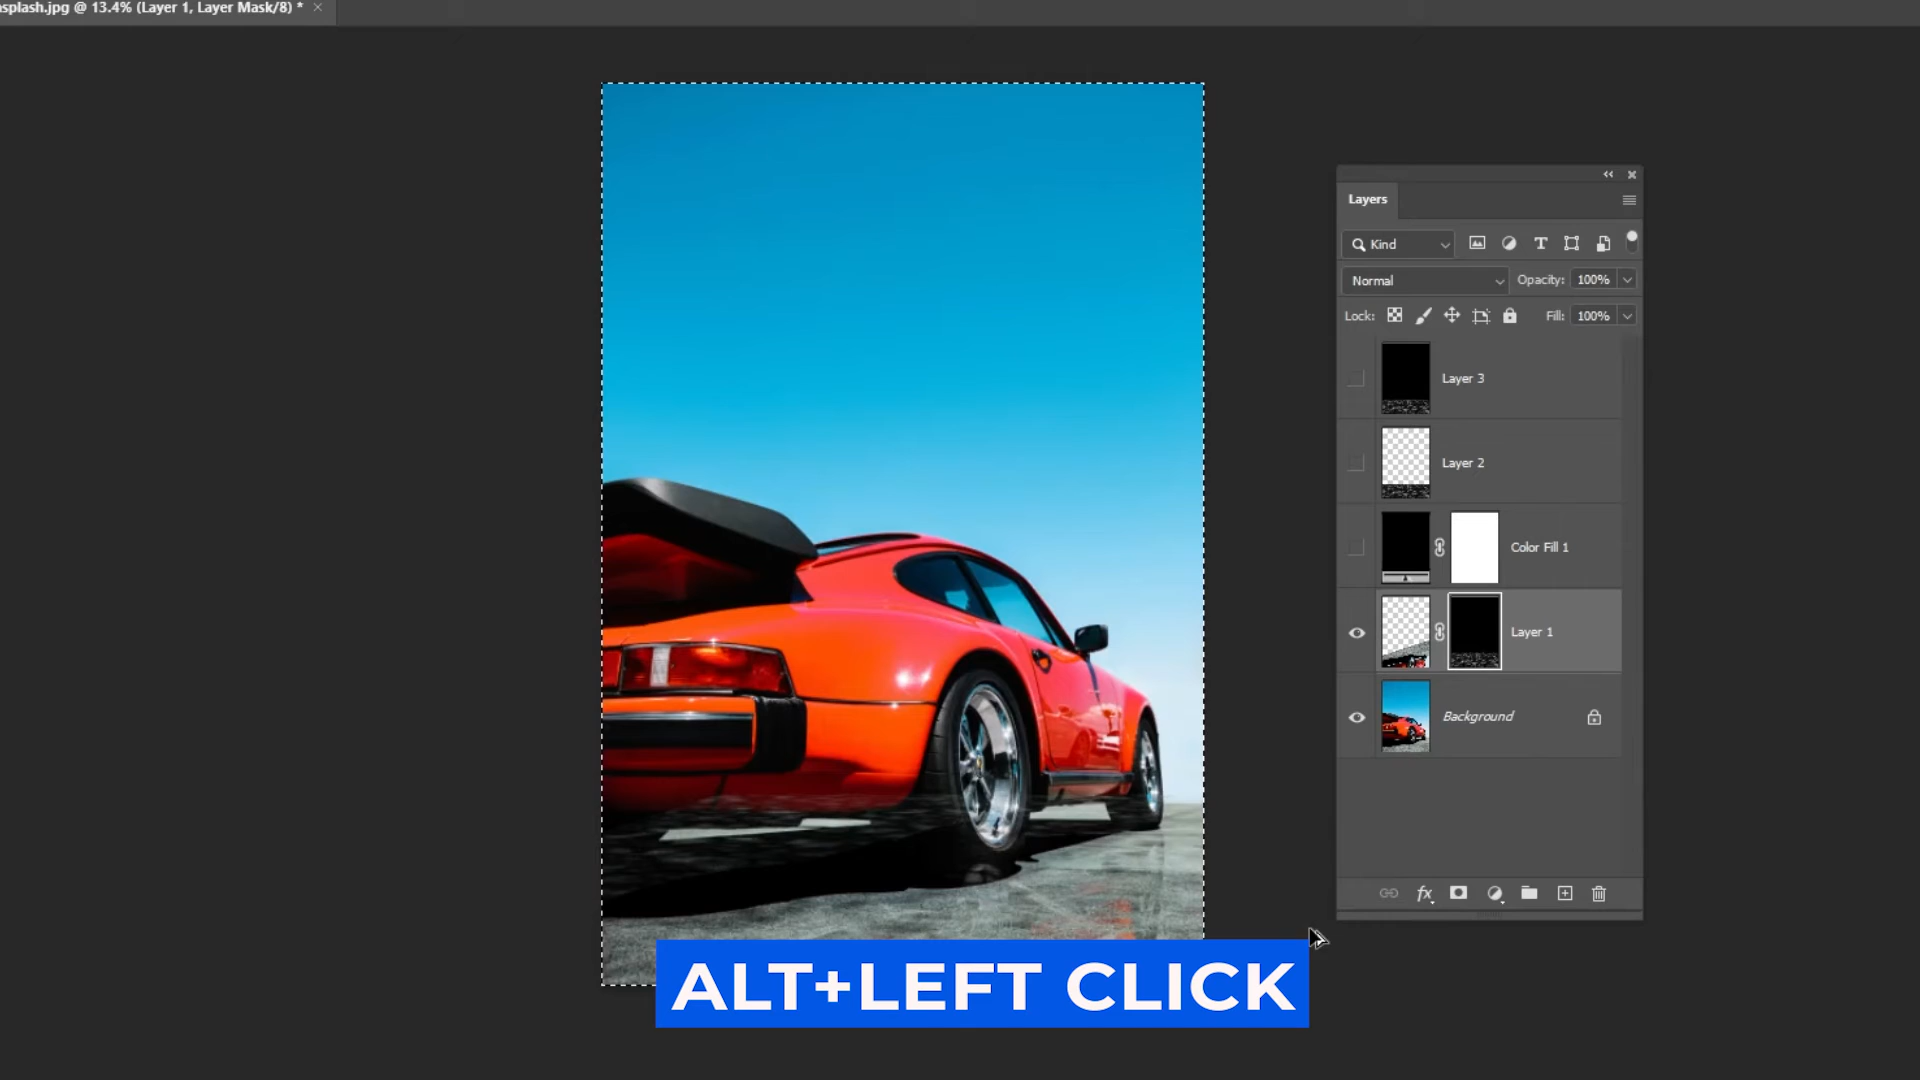 splash.jpg @ 13.4% (Layer 1, Layer Mask/8) *
Layers
Kind
Normal
Opacity: 100%
Lock:
Fill: 100%
Layer 3
Layer 2
Color Fill 1
Layer 1
Background
fx
ALT+LEFT CLICK